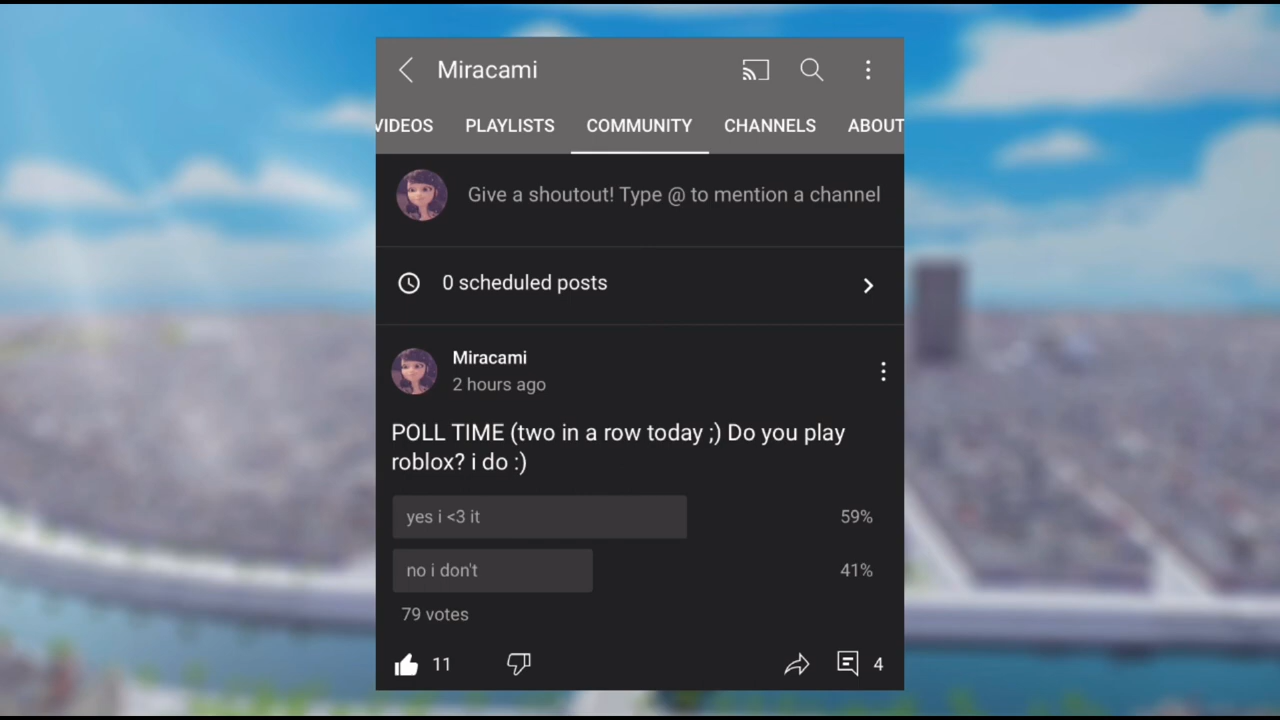 Miracami
VIDEOS PLAYLISTS COMMUNITY CHANNELS ABOUT
Give a shoutout! Type @ to mention a channel
0 scheduled posts
Miracami
2 hours ago
POLL TIME (two in a row today ;) Do you play
roblox? i do :)
yes i <3 it 59%
no i don't 41%
79 votes
11 4